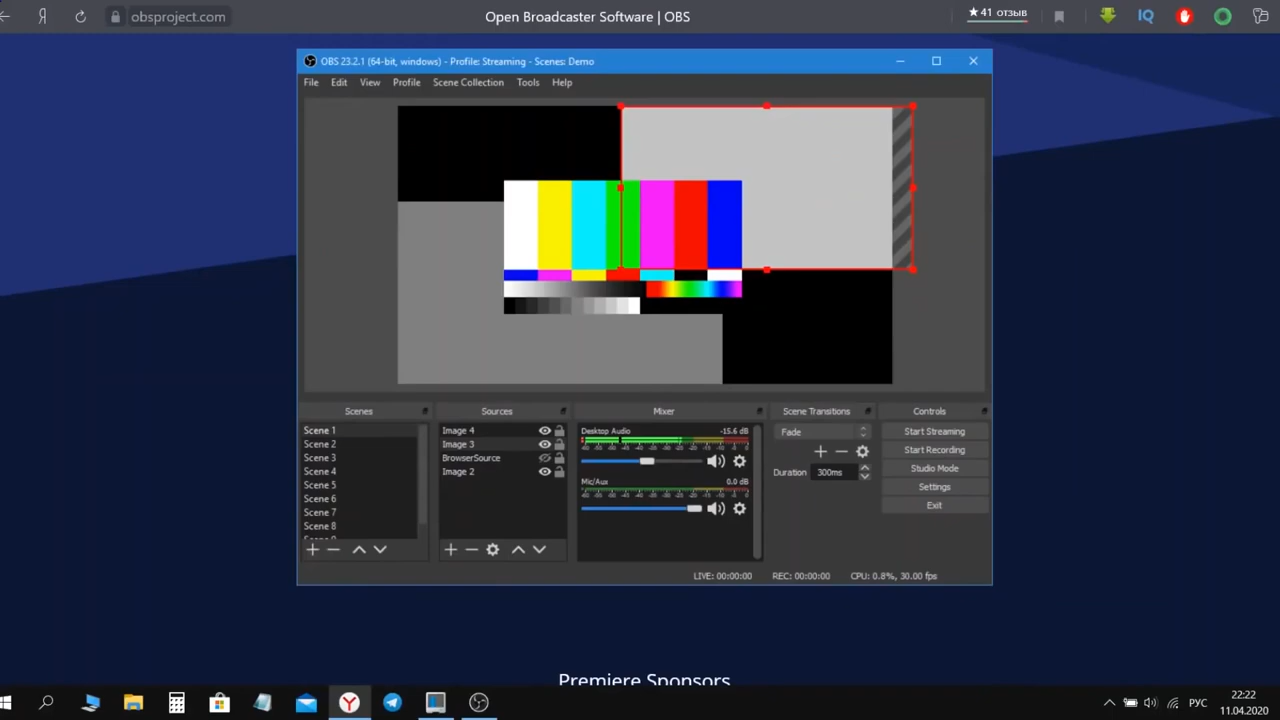 obsproject.com
Open Broadcaster Software | OBS
★41 отзыв
IQ
OBS 23.2.1 (64-bit, windows) - Profile: Streaming - Scenes: Demo
File Edit View Profile Scene Collection Tools Help
Scenes
Scene 1
Scene 2
Scene 3
Scene 4
Scene 5
Scene 6
Scene 7
Scene 8
Sources
Image 4
Image 3
BrowserSource
Image 2
Mixer
Desktop Audio -15.6 dB
Mic/Aux 0.0 dB
Scene Transitions
Fade
Duration 300ms
Controls
Start Streaming
Start Recording
Studio Mode
Settings
Exit
LIVE: 00:00:00 REC: 00:00:00 CPU: 0.8%, 30.00 fps
Premiere Sponsors
РУС
22:22
11.04.2020